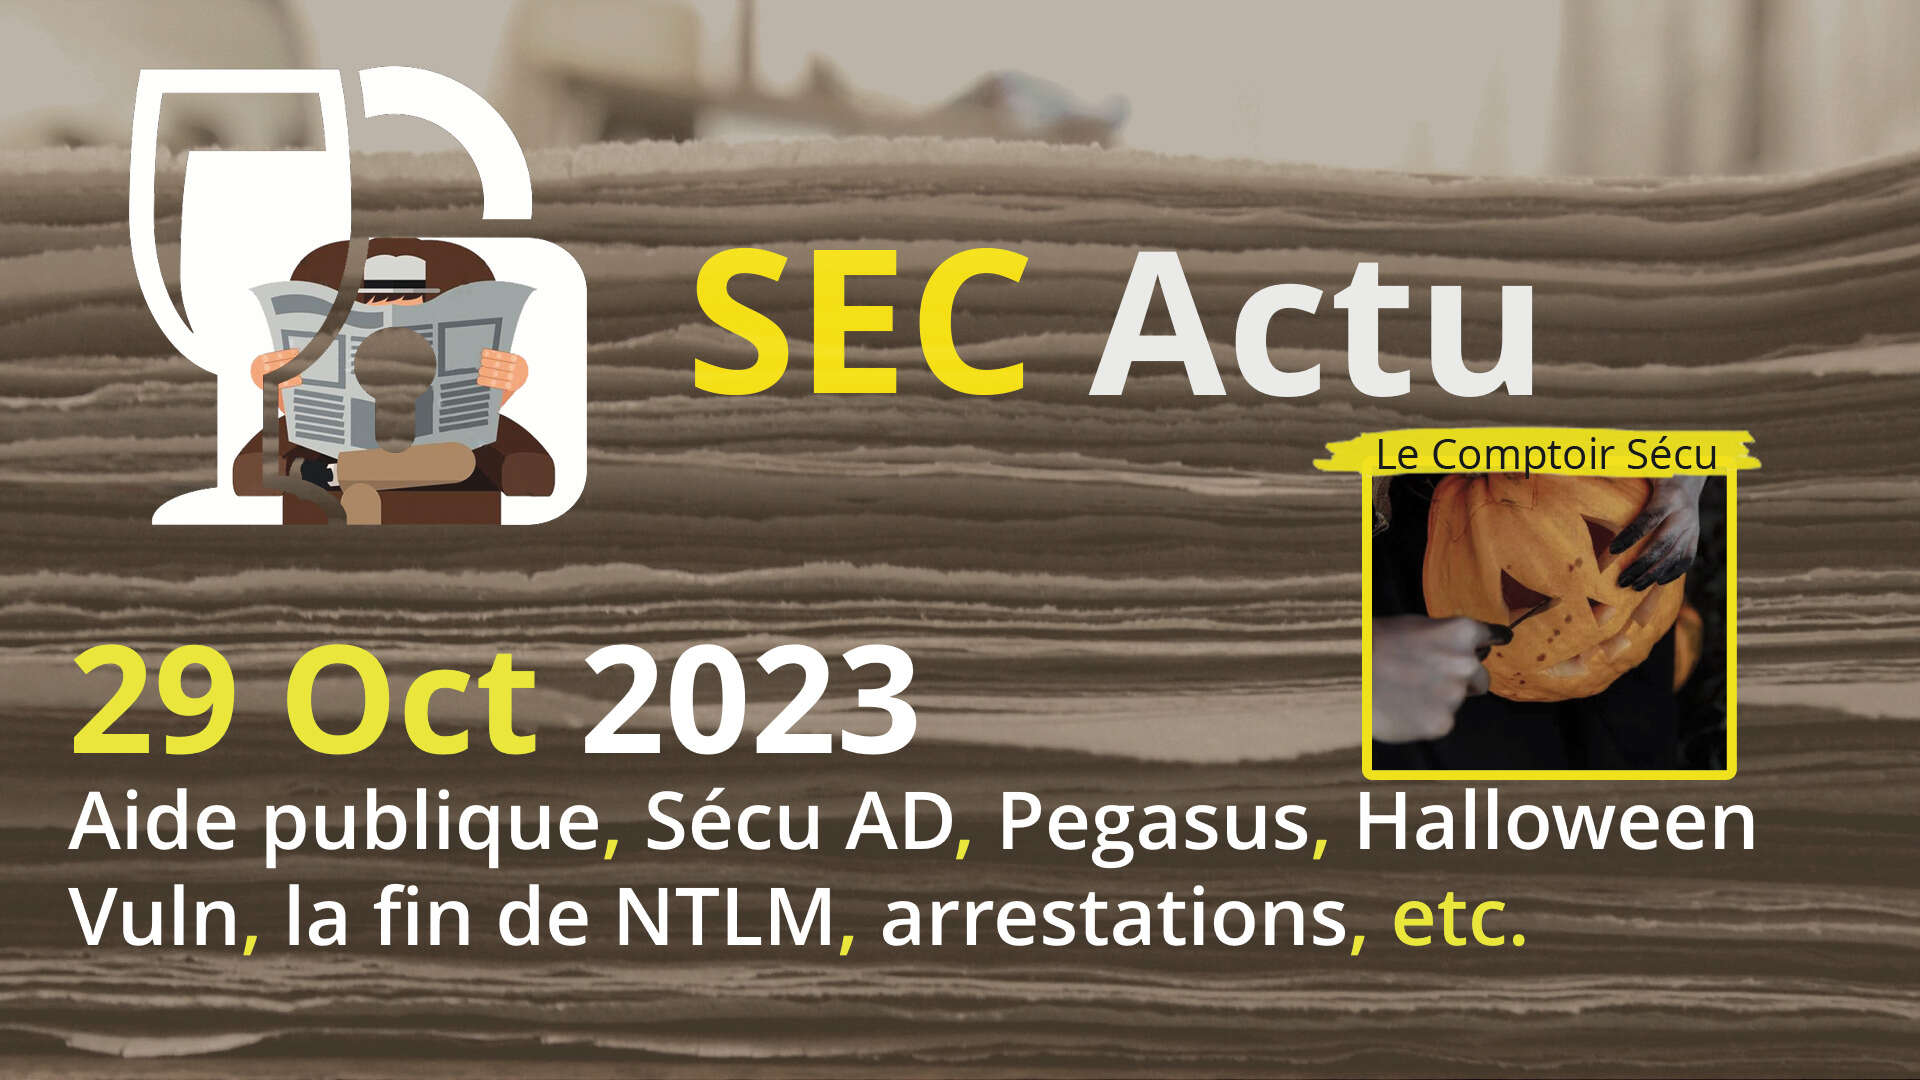 SEC Actu
Le Comptoir Sécu
29 Oct 2023
Aide publique, Sécu AD, Pegasus, Halloween
Vuln, la fin de NTLM, arrestations, etc.